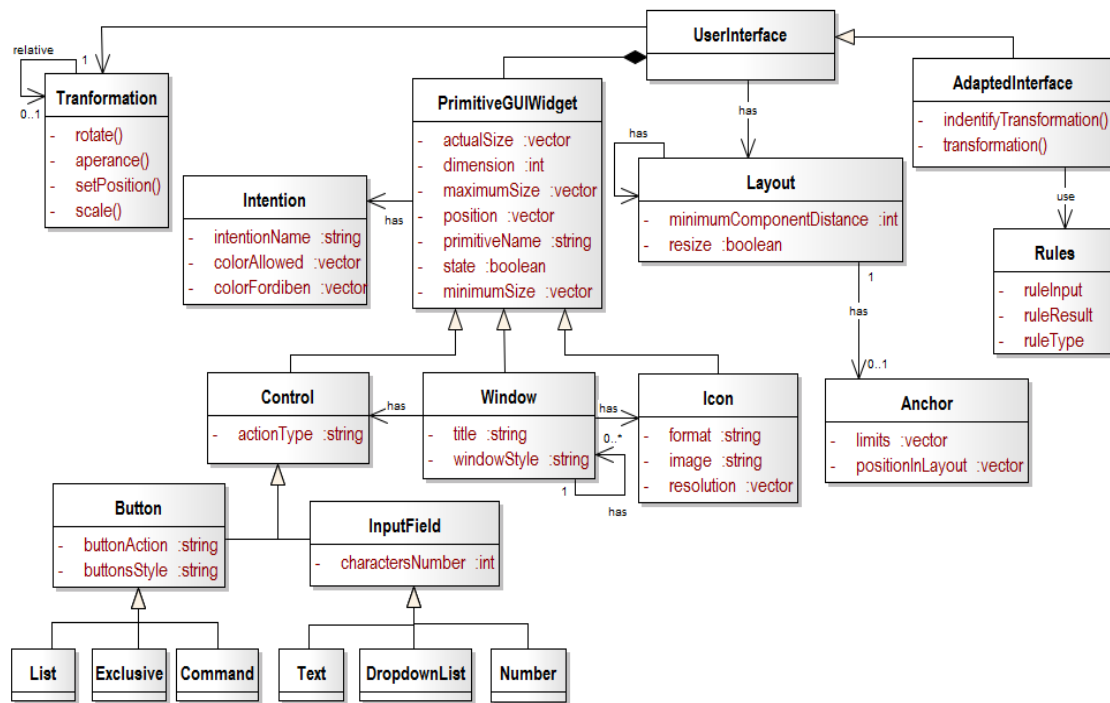 UserInterface
relative
1
0..1
Tranformation
- rotate()
- aperance()
- setPosition()
- scale()
PrimitiveGUIWidget
- actualSize :vector
- dimension :int
- maximumSize :vector
- position :vector
- primitiveName :string
- state :boolean
- minimumSize :vector
has
AdaptedInterface
- indentifyTransformation()
- transformation()
has
Layout
- minimumComponentDistance :int
- resize :boolean
use
Intention
- intentionName :string
- colorAllowed :vector
- colorFordiben :vector
has
Rules
- ruleInput
- ruleResult
- ruleType
1
has
0..1
Control
- actionType :string
has
Window
- title :string
- windowStyle :string
has
0..*
1
has
Icon
- format :string
- image :string
- resolution :vector
Anchor
- limits :vector
- positionInLayout :vector
Button
- buttonAction :string
- buttonsStyle :string
InputField
- charactersNumber :int
List
Exclusive
Command
Text
DropdownList
Number